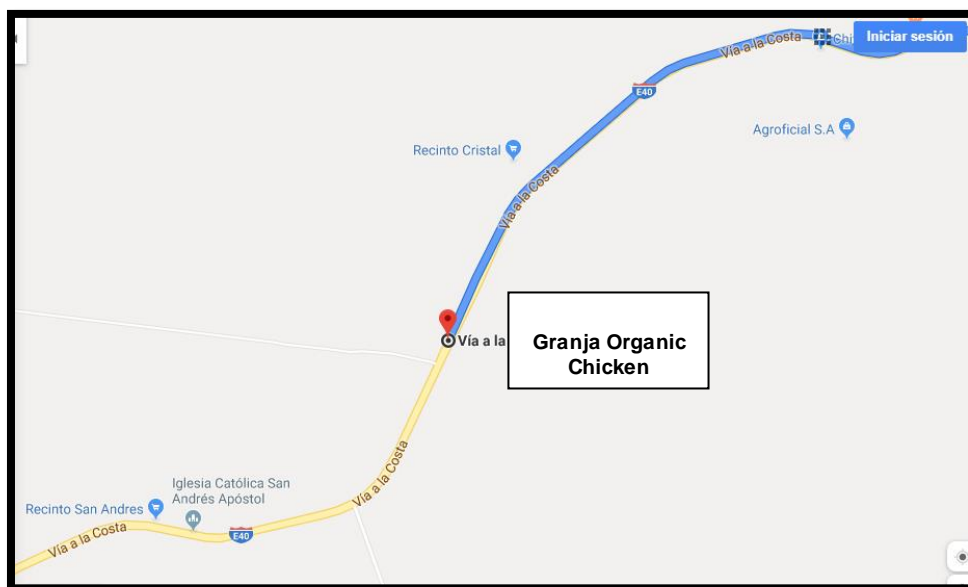 Vía a la Costa
Chi
Iniciar sesión
E40
Agroficial S.A
Recinto Cristal
Vía a la Costa
Vía a la
Granja Organic
Chicken
Vía a la Costa
Iglesia Católica San
Andrés Apóstol
Recinto San Andres
E40
Vía a la Costa